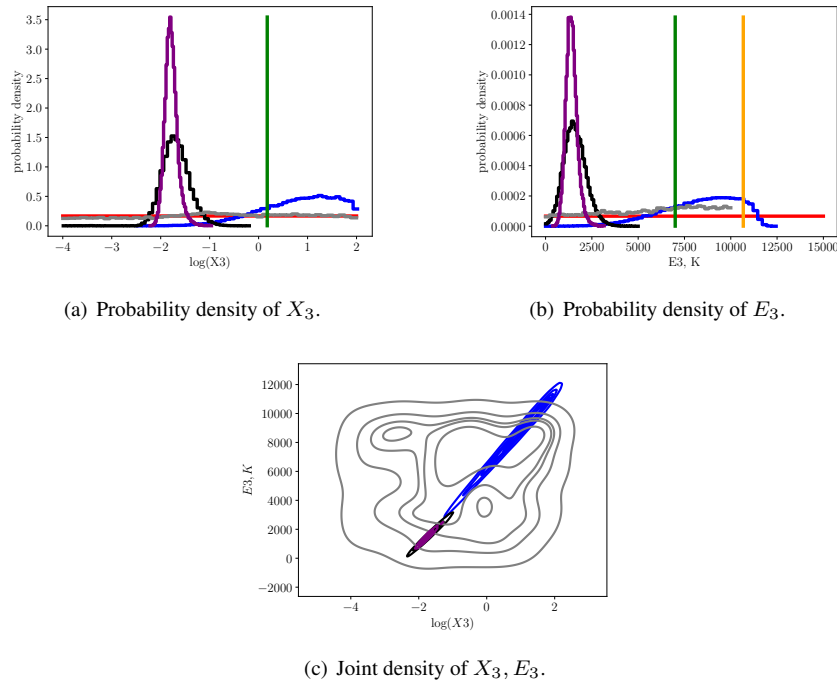 3.5
3.0
2.5
2.0
1.5
1.0
0.5
0.0
probability density
−4 −3 −2 −1 0 1 2
log(X3)
0.0014
0.0012
0.0010
0.0008
0.0006
0.0004
0.0002
0.0000
probability density
0 2500 5000 7500 10000 12500 15000
E3, K
(a) Probability density of X₃.
(b) Probability density of E₃.
12000
10000
8000
6000
4000
2000
0
−2000
E3, K
−4 −2 0 2
log(X3)
(c) Joint density of X₃, E₃.